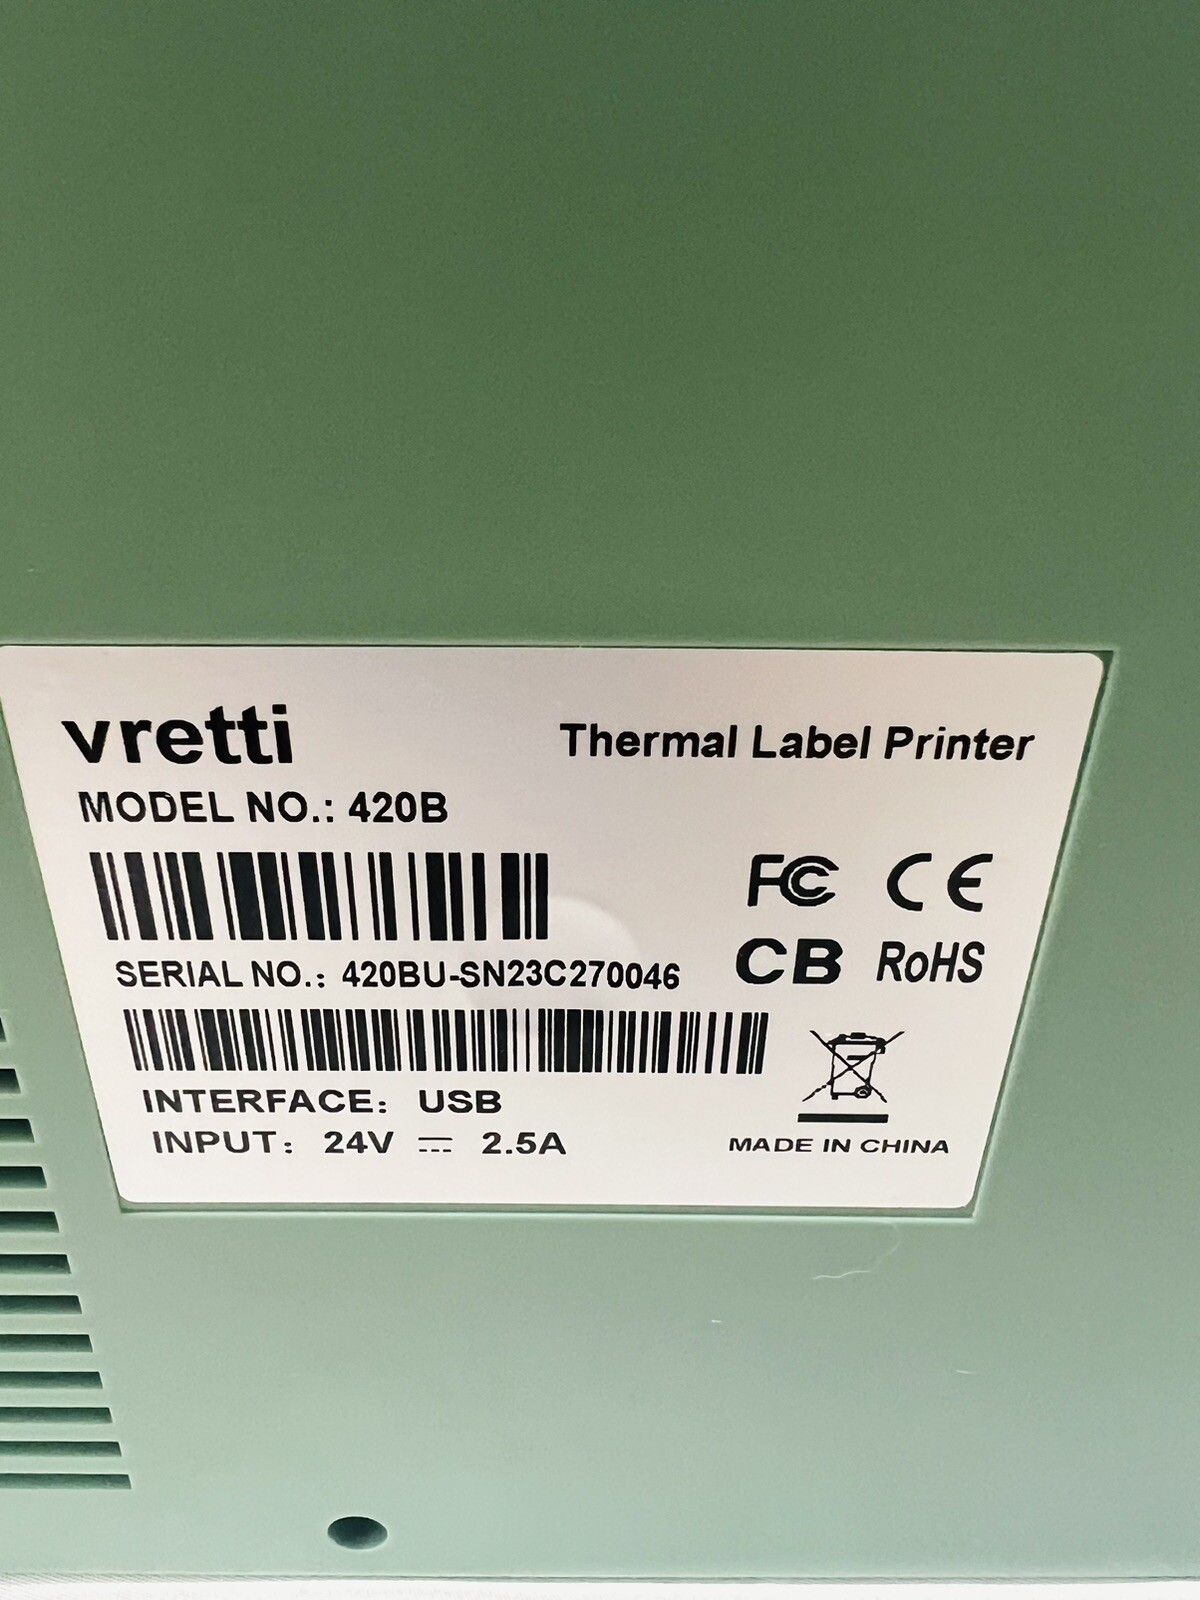 vretti
Thermal Label Printer
MODEL NO.: 420B
FC CE
SERIAL NO.: 420BU-SN23C270046
CB RoHS
INTERFACE: USB
INPUT: 24V ⎓ 2.5A
MADE IN CHINA